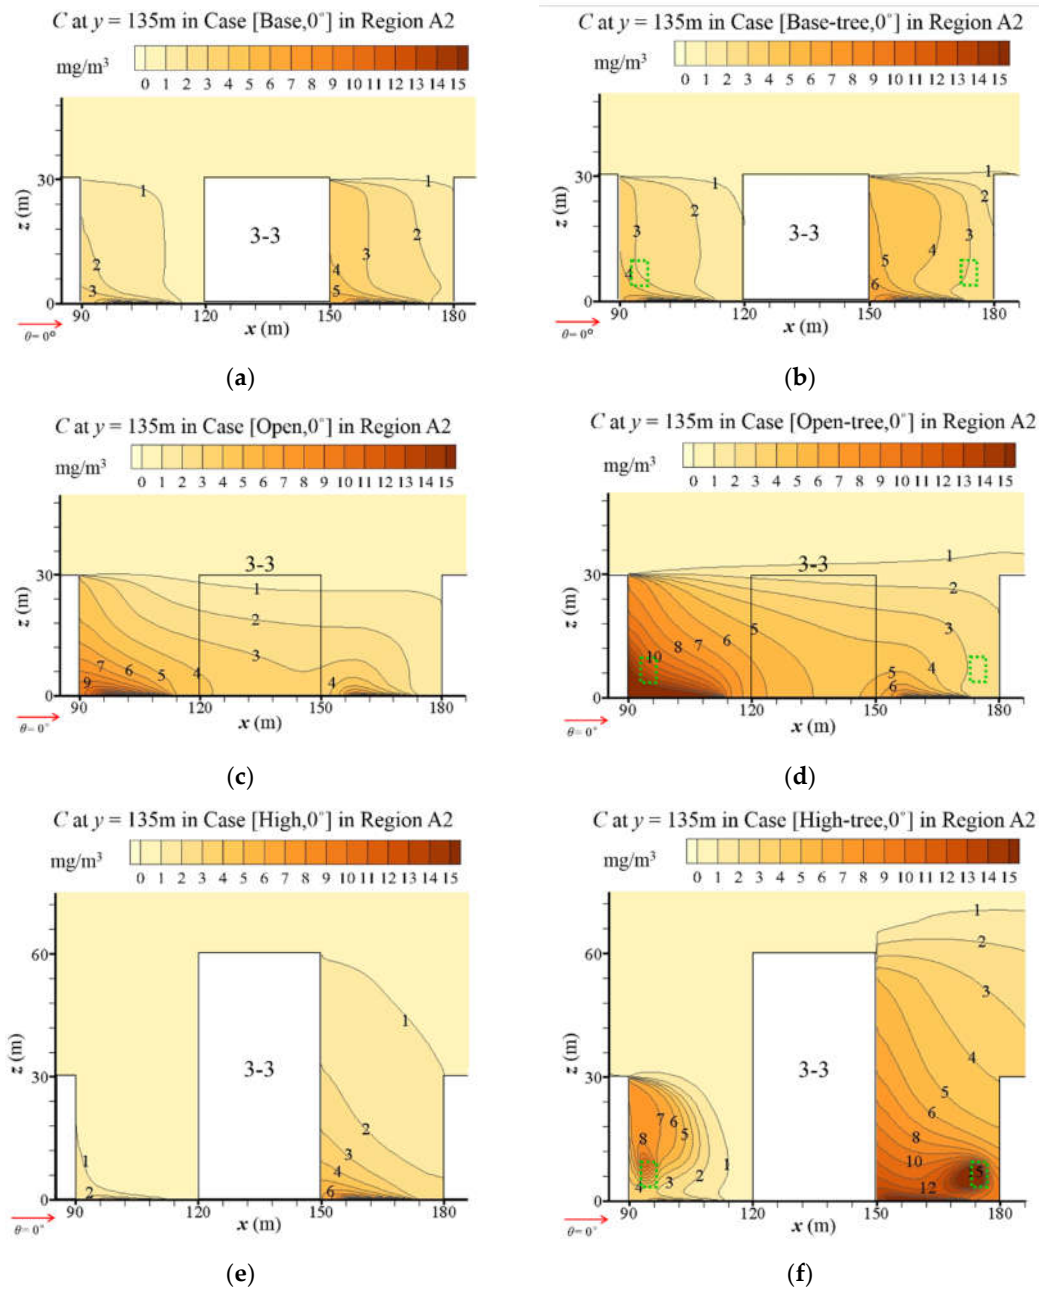 C at y = 135m in Case [Base,0°] in Region A2
mg/m³
0 1 2 3 4 5 6 7 8 9 10 11 12 13 14 15
30
z (m)
0
1
2
3
3-3
1
2
3
4
5
90 120 150 180
θ= 0°
x (m)
(a)
C at y = 135m in Case [Base-tree,0°] in Region A2
mg/m³
0 1 2 3 4 5 6 7 8 9 10 11 12 13 14 15
30
z (m)
0
1
2
3
4
3-3
1
2
3
4
5
6
90 120 150 180
θ= 0°
x (m)
(b)
C at y = 135m in Case [Open,0°] in Region A2
mg/m³
0 1 2 3 4 5 6 7 8 9 10 11 12 13 14 15
3-3
30
z (m)
0
1
2
3
7 6 5 4
9
4
90 120 150 180
θ= 0°
x (m)
(c)
C at y = 135m in Case [Open-tree,0°] in Region A2
mg/m³
0 1 2 3 4 5 6 7 8 9 10 11 12 13 14 15
3-3
30
z (m)
0
1
2
3
10 8 7 6 5
4
5
6
90 120 150 180
θ= 0°
x (m)
(d)
C at y = 135m in Case [High,0°] in Region A2
mg/m³
0 1 2 3 4 5 6 7 8 9 10 11 12 13 14 15
60
30
z (m)
0
1
2
3-3
1
2
3
4
6
90 120 150 180
θ= 0°
x (m)
(e)
C at y = 135m in Case [High-tree,0°] in Region A2
mg/m³
0 1 2 3 4 5 6 7 8 9 10 11 12 13 14 15
60
30
z (m)
0
8 7 6 5
4 3 2 1
3-3
1
2
3
4
5
6
8
10
12
90 120 150 180
θ= 0°
x (m)
(f)